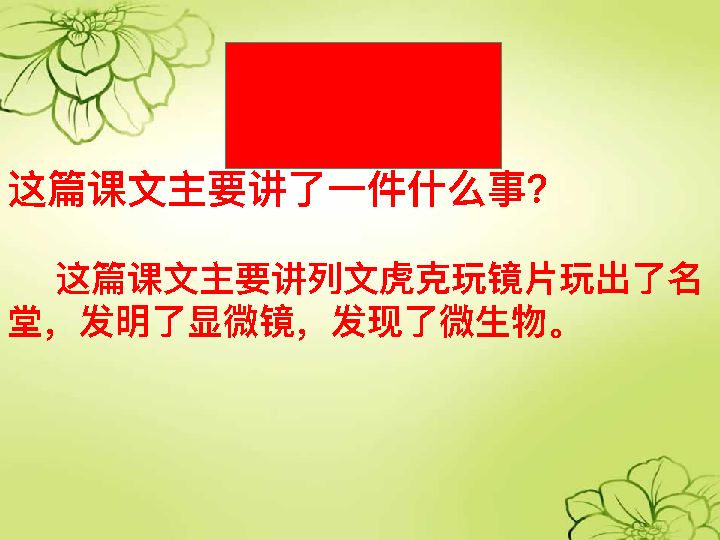 这篇课文主要讲了一件什么事?
这篇课文主要讲列文虎克玩镜片玩出了名
堂，发明了显微镜，发现了微生物。